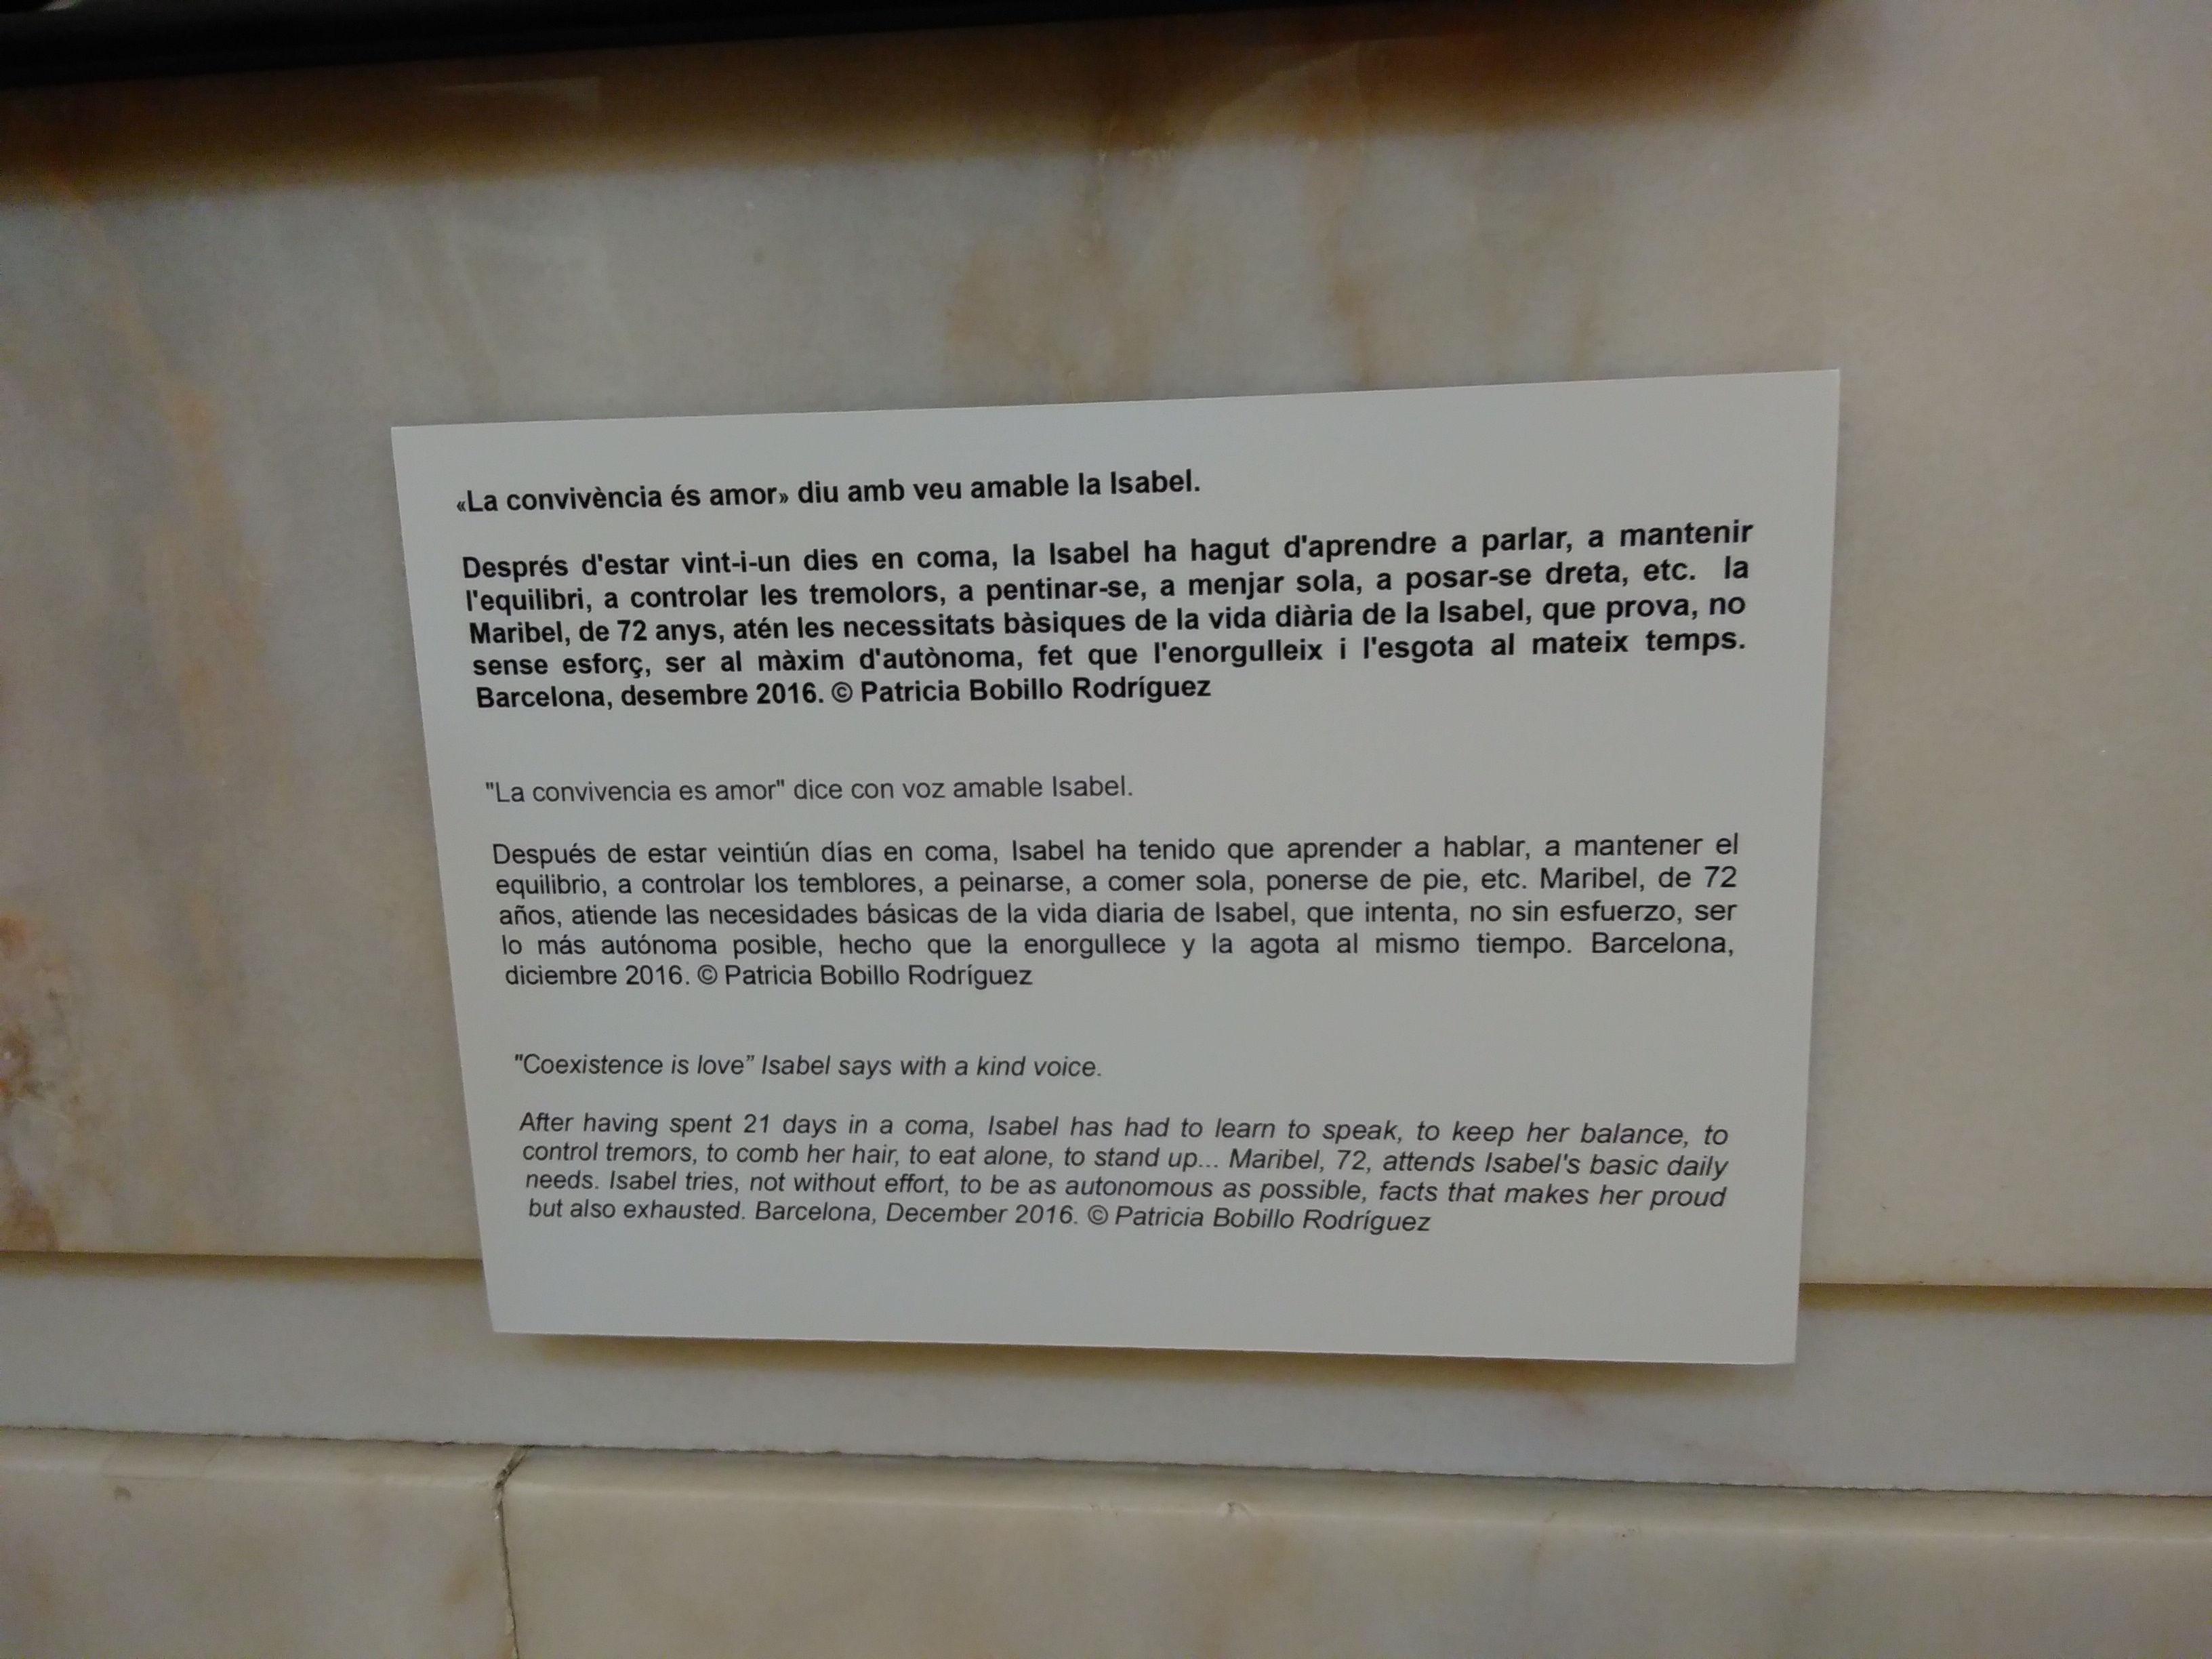 «La convivència és amor» diu amb veu amable la Isabel.
Després d'estar vint-i-un dies en coma, la Isabel ha hagut d'aprendre a parlar, a mantenir
l'equilibri, a controlar les tremolors, a pentinar-se, a menjar sola, a posar-se dreta, etc. la
Maribel, de 72 anys, atén les necessitats bàsiques de la vida diària de la Isabel, que prova, no
sense esforç, ser al màxim d'autònoma, fet que l'enorgulleix i l'esgota al mateix temps.
Barcelona, desembre 2016. © Patricia Bobillo Rodríguez
"La convivencia es amor" dice con voz amable Isabel.
Después de estar veintiún días en coma, Isabel ha tenido que aprender a hablar, a mantener el
equilibrio, a controlar los temblores, a peinarse, a comer sola, ponerse de pie, etc. Maribel, de 72
años, atiende las necesidades básicas de la vida diaria de Isabel, que intenta, no sin esfuerzo, ser
lo más autónoma posible, hecho que la enorgullece y la agota al mismo tiempo. Barcelona,
diciembre 2016. © Patricia Bobillo Rodríguez
"Coexistence is love” Isabel says with a kind voice.
After having spent 21 days in a coma, Isabel has had to learn to speak, to keep her balance, to
control tremors, to comb her hair, to eat alone, to stand up... Maribel, 72, attends Isabel's basic daily
needs. Isabel tries, not without effort, to be as autonomous as possible, facts that makes her proud
but also exhausted. Barcelona, December 2016. © Patricia Bobillo Rodríguez